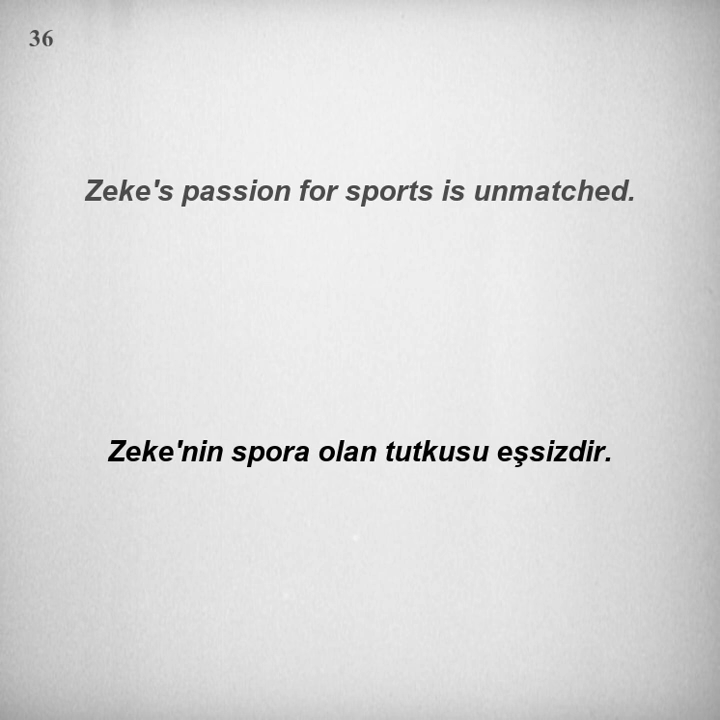 36
Zeke's passion for sports is unmatched.
Zeke'nin spora olan tutkusu eşsizdir.